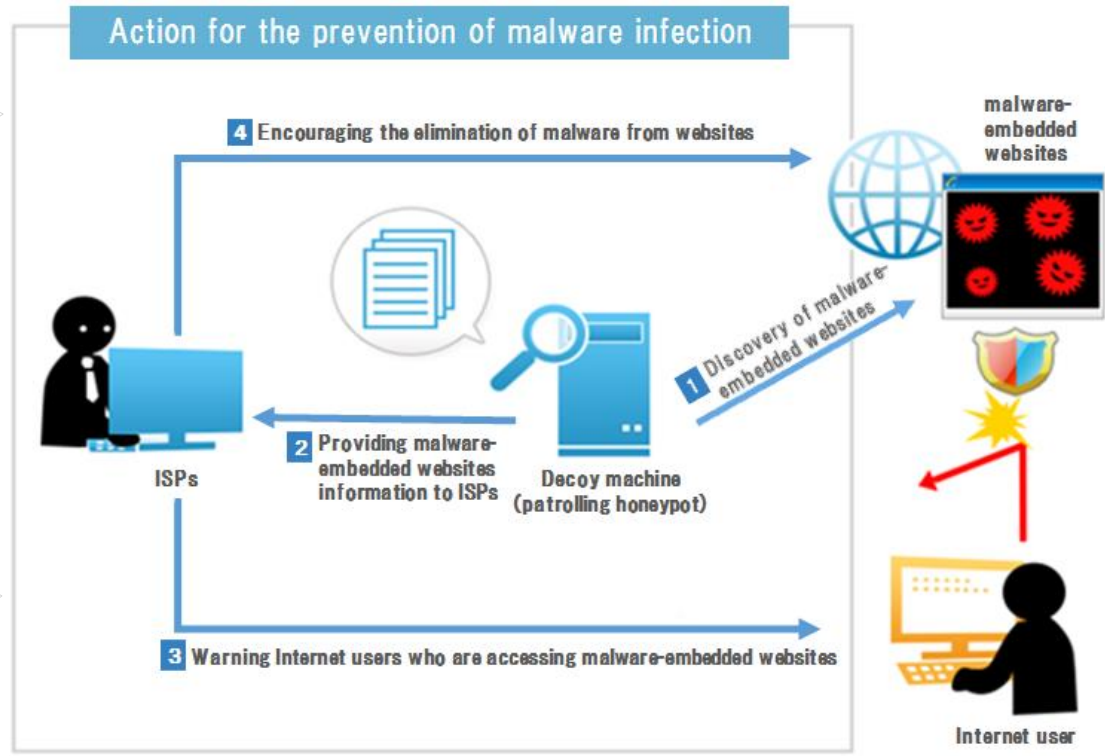 Action for the prevention of malware infection
4 Encouraging the elimination of malware from websites
malware-
embedded
websites
1 Discovery of malware-
embedded websites
2 Providing malware-
embedded websites
information to ISPs
ISPs
Decoy machine
(patrolling honeypot)
3 Warning Internet users who are accessing malware-embedded websites
Internet user